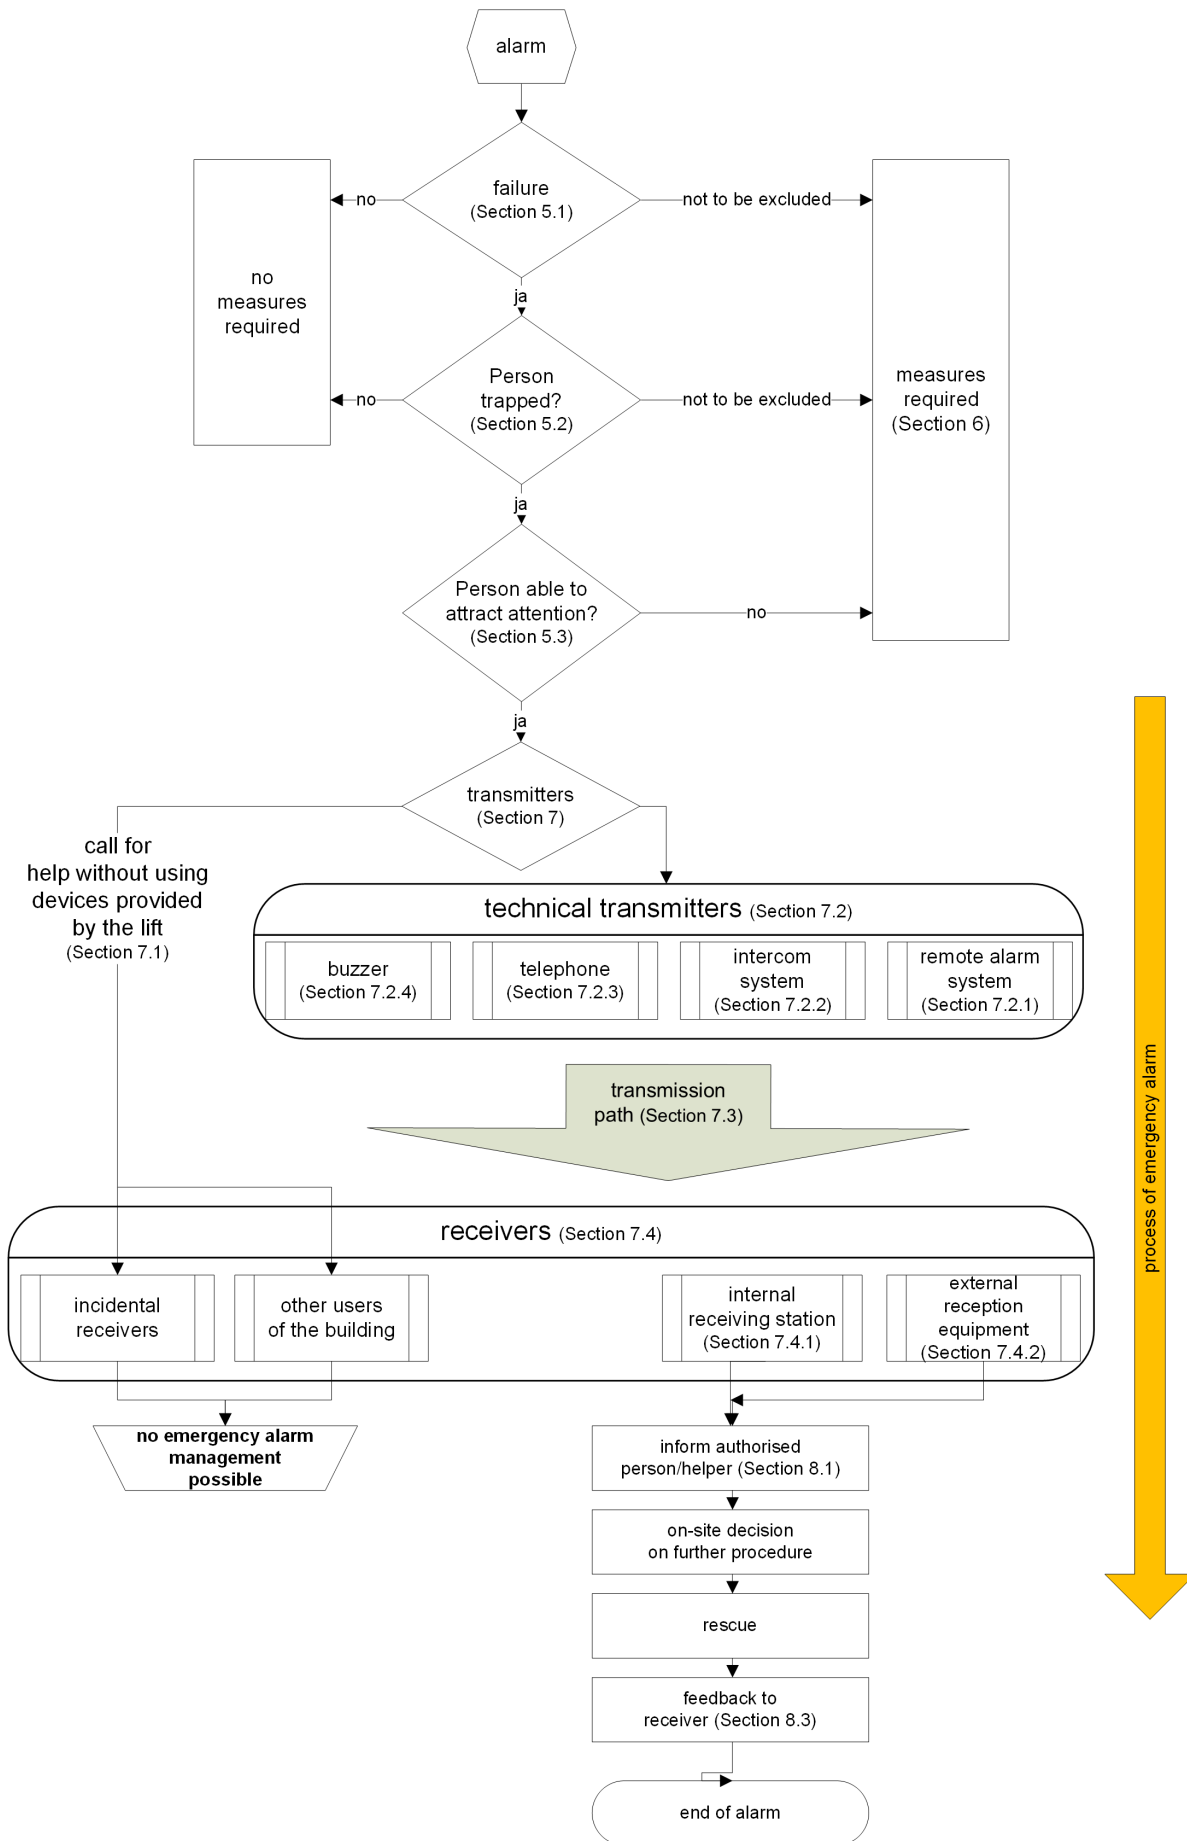 alarm
failure
(Section 5.1)
no
not to be excluded
no
measures
required
ja
Person
trapped?
(Section 5.2)
no
not to be excluded
measures
required
(Section 6)
ja
Person able to
attract attention?
(Section 5.3)
no
ja
transmitters
(Section 7)
call for
help without using
devices provided
by the lift
(Section 7.1)
technical transmitters (Section 7.2)
buzzer
(Section 7.2.4)
telephone
(Section 7.2.3)
intercom
system
(Section 7.2.2)
remote alarm
system
(Section 7.2.1)
transmission
path (Section 7.3)
process of emergency alarm
receivers (Section 7.4)
incidental
receivers
other users
of the building
internal
receiving station
(Section 7.4.1)
external
reception
equipment
(Section 7.4.2)
no emergency alarm
management
possible
inform authorised
person/helper (Section 8.1)
on-site decision
on further procedure
rescue
feedback to
receiver (Section 8.3)
end of alarm